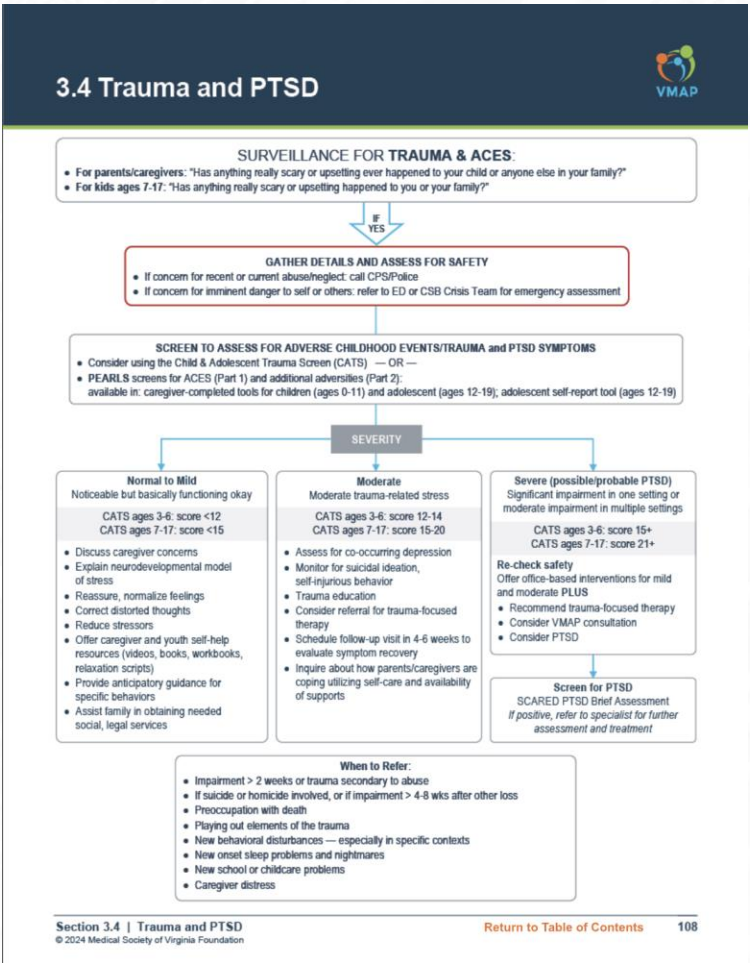 3.4 Trauma and PTSD
VMAP
SURVEILLANCE FOR TRAUMA & ACES:
• For parents/caregivers: “Has anything really scary or upsetting ever happened to your child or anyone else in your family?”
• For kids ages 7-17: “Has anything really scary or upsetting happened to you or your family?”
IF
YES
GATHER DETAILS AND ASSESS FOR SAFETY
• If concern for recent or current abuse/neglect: call CPS/Police
• If concern for imminent danger to self or others: refer to ED or CSB Crisis Team for emergency assessment
SCREEN TO ASSESS FOR ADVERSE CHILDHOOD EVENTS/TRAUMA and PTSD SYMPTOMS
• Consider using the Child & Adolescent Trauma Screen (CATS) — OR —
• PEARLS screens for ACES (Part 1) and additional adversities (Part 2):
available in: caregiver-completed tools for children (ages 0-11) and adolescent (ages 12-19); adolescent self-report tool (ages 12-19)
SEVERITY
Normal to Mild
Noticeable but basically functioning okay
CATS ages 3-6: score <12
CATS ages 7-17: score <15
• Discuss caregiver concerns
• Explain neurodevelopmental model
of stress
• Reassure, normalize feelings
• Correct distorted thoughts
• Reduce stressors
• Offer caregiver and youth self-help
resources (videos, books, workbooks,
relaxation scripts)
• Provide anticipatory guidance for
specific behaviors
• Assist family in obtaining needed
social, legal services
Moderate
Moderate trauma-related stress
CATS ages 3-6: score 12-14
CATS ages 7-17: score 15-20
• Assess for co-occurring depression
• Monitor for suicidal ideation,
self-injurious behavior
• Trauma education
• Consider referral for trauma-focused
therapy
• Schedule follow-up visit in 4-6 weeks to
evaluate symptom recovery
• Inquire about how parents/caregivers are
coping utilizing self-care and availability
of supports
Severe (possible/probable PTSD)
Significant impairment in one setting or
moderate impairment in multiple settings
CATS ages 3-6: score 15+
CATS ages 7-17: score 21+
Re-check safety
Offer office-based interventions for mild
and moderate PLUS
• Recommend trauma-focused therapy
• Consider VMAP consultation
• Consider PTSD
Screen for PTSD
SCARED PTSD Brief Assessment
If positive, refer to specialist for further
assessment and treatment
When to Refer:
• Impairment > 2 weeks or trauma secondary to abuse
• If suicide or homicide involved, or if impairment > 4-8 wks after other loss
• Preoccupation with death
• Playing out elements of the trauma
• New behavioral disturbances — especially in specific contexts
• New onset sleep problems and nightmares
• New school or childcare problems
• Caregiver distress
Section 3.4 | Trauma and PTSD
Return to Table of Contents 108
© 2024 Medical Society of Virginia Foundation